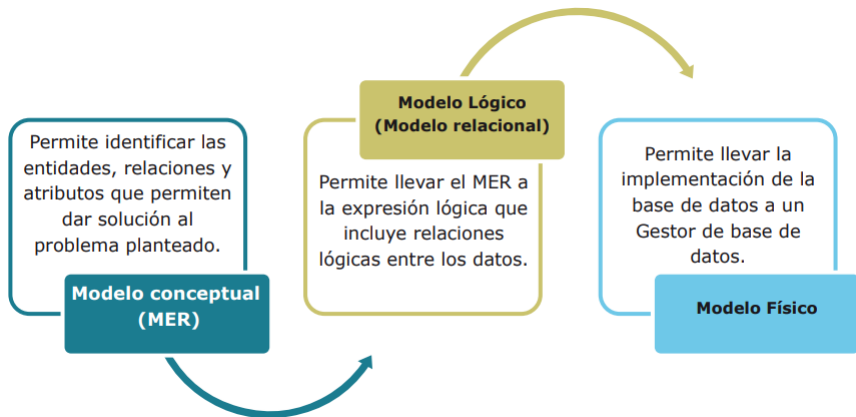 Permite identificar las
entidades, relaciones y
atributos que permiten
dar solución al
problema planteado.
Modelo conceptual
(MER)
Modelo Lógico
(Modelo relacional)
Permite llevar el MER a
la expresión lógica que
incluye relaciones
lógicas entre los datos.
Permite llevar la
implementación de la
base de datos a un
Gestor de base de
datos.
Modelo Físico